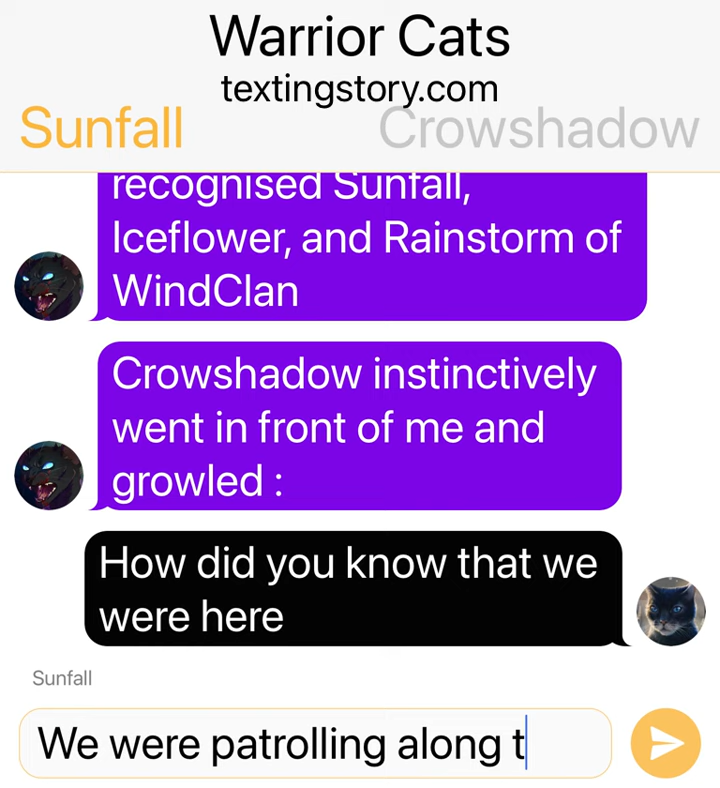 Warrior Cats
textingstory.com
Sunfall
Crowshadow
recognised Sunfall,
Iceflower, and Rainstorm of
WindClan
Crowshadow instinctively
went in front of me and
growled :
How did you know that we
were here
Sunfall
We were patrolling along t